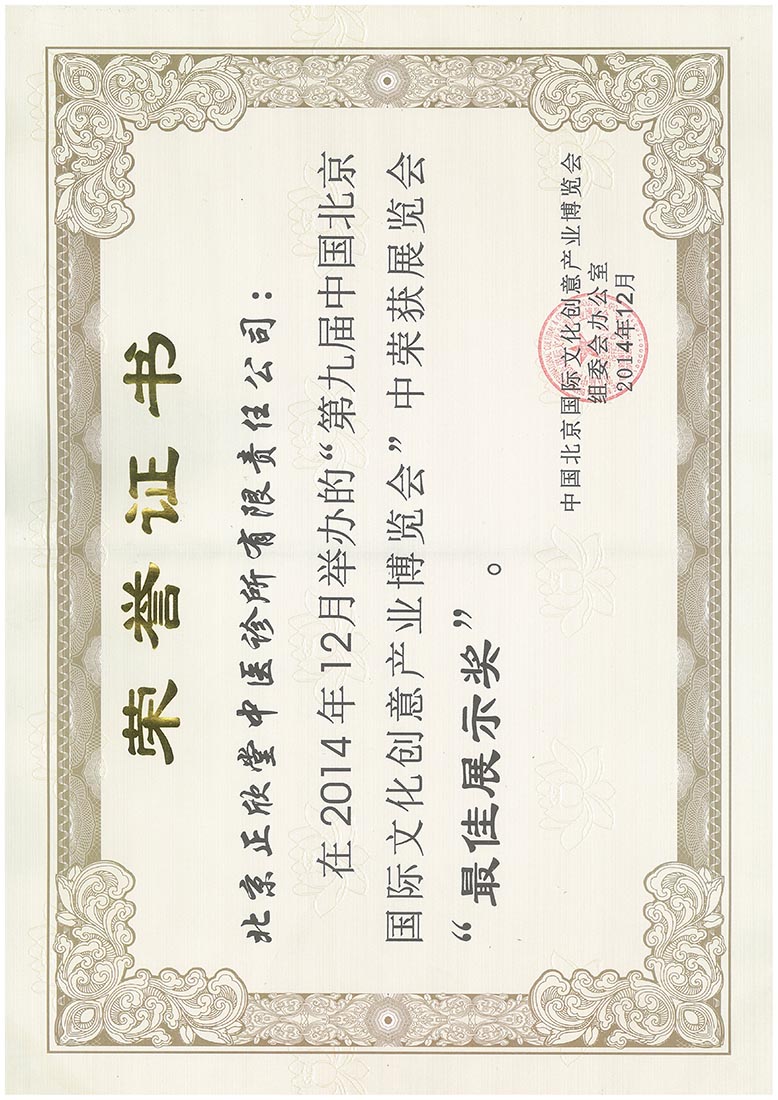 荣誉证书
北京正欣堂中医诊所有限责任公司：
在2014年12月举办的“第九届中国北京
国际文化创意产业博览会”中荣获展览会
“最佳展示奖”。
中国北京国际文化创意产业博览会
组委会办公室
2014年12月